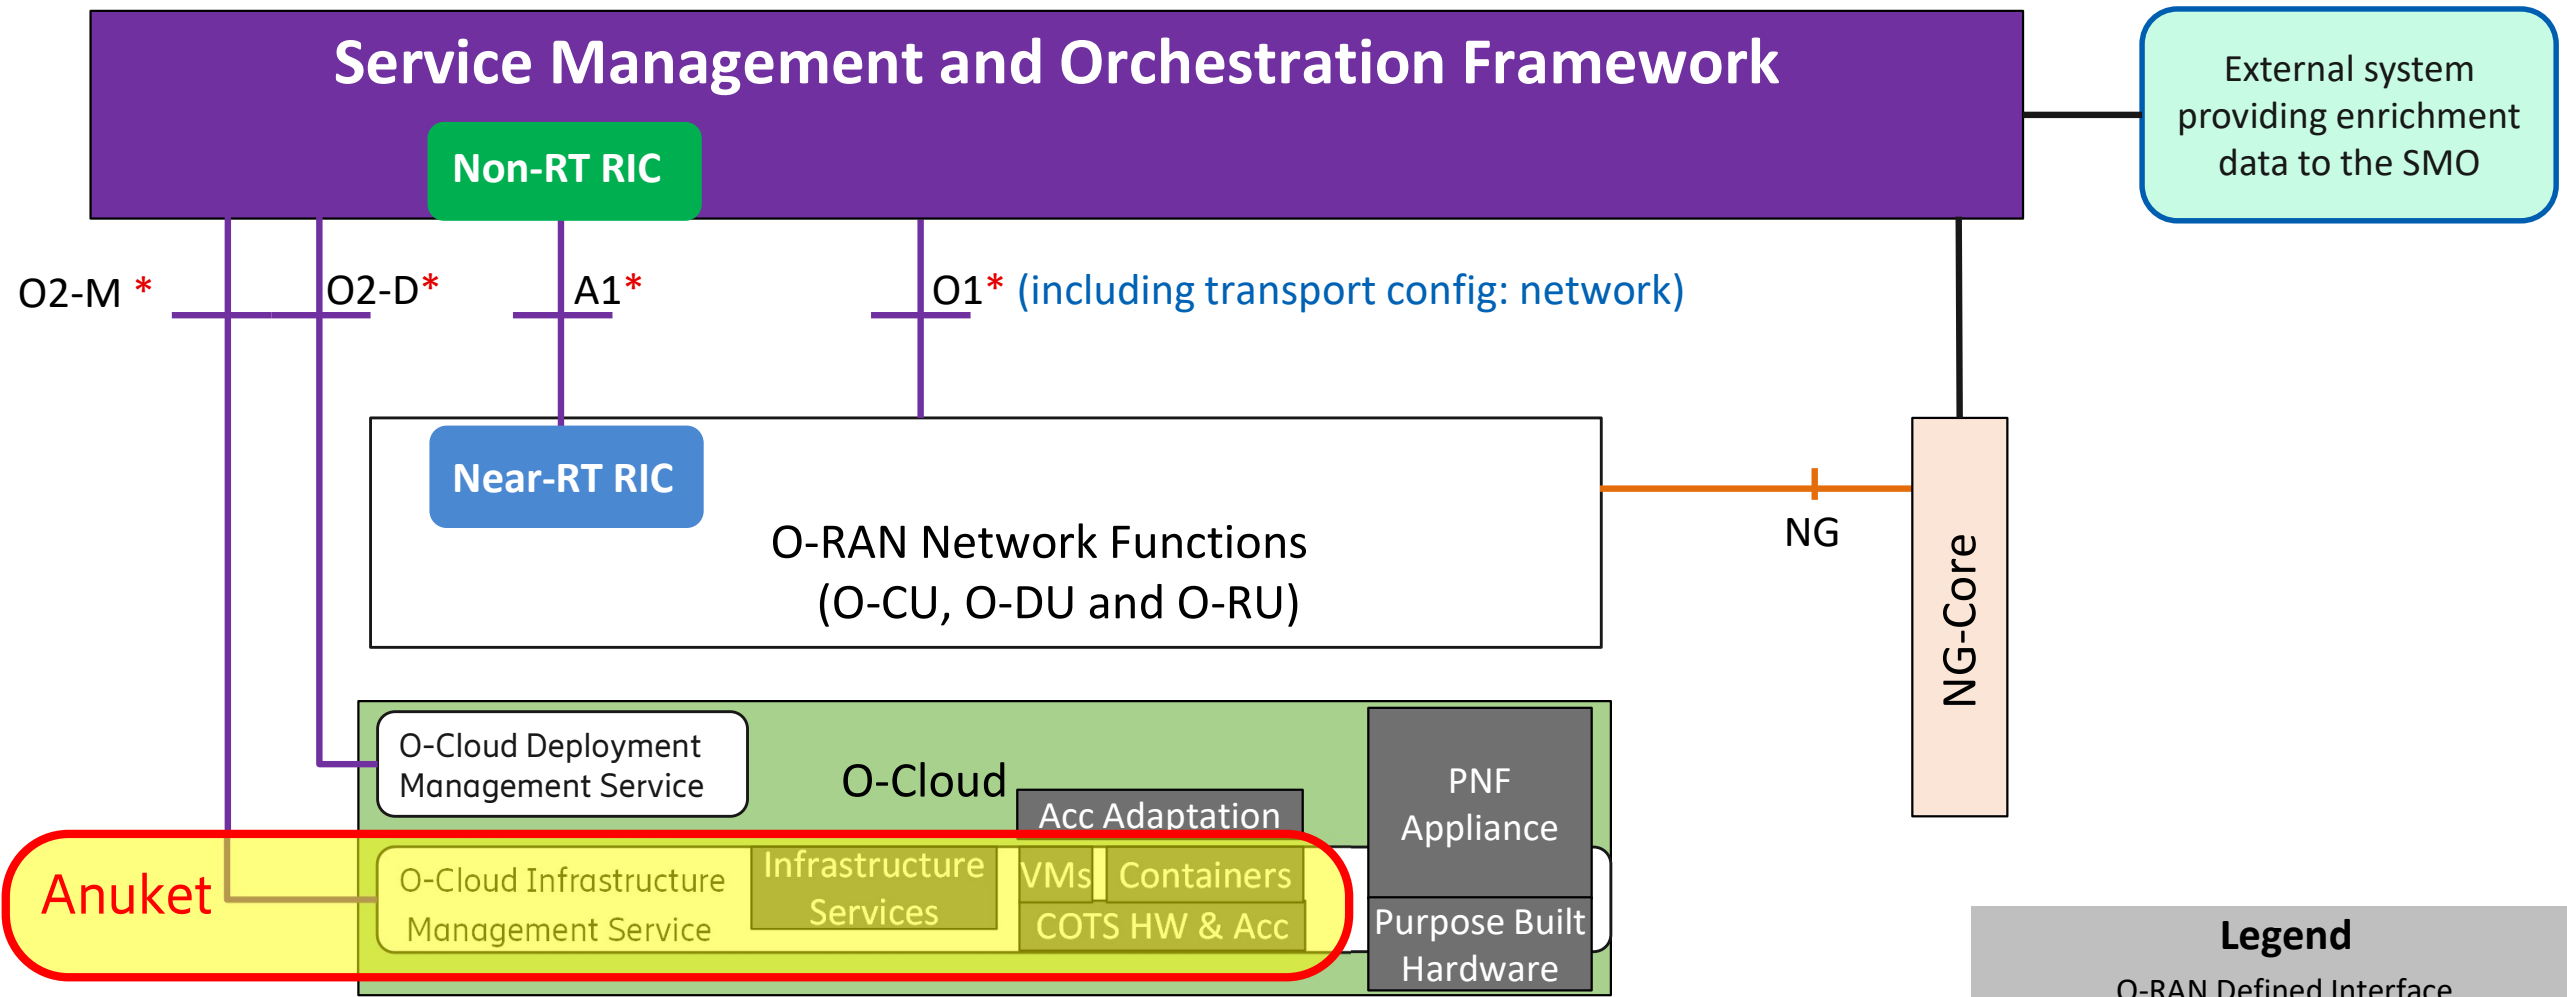 Service Management and Orchestration Framework
External system
providing enrichment
data to the SMO
Non-RT RIC
O2-M *
O2-D*
A1*
O1* (including transport config: network)
Near-RT RIC
O-RAN Network Functions
(O-CU, O-DU and O-RU)
NG
NG-Core
O-Cloud Deployment
Management Service
O-Cloud
Acc Adaptation
PNF
Appliance
Anuket
O-Cloud Infrastructure
Management Service
Infrastructure
Services
VMs
Containers
COTS HW & Acc
Purpose Built
Hardware
Legend
O-RAN Defined Interface